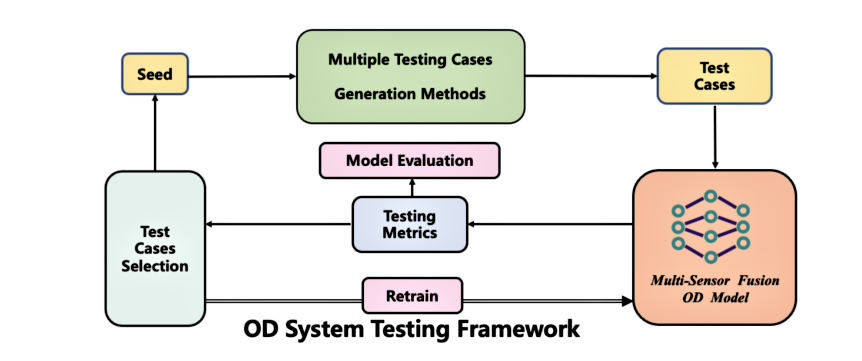 Seed
Multiple Testing Cases
Generation Methods
Test
Cases
Model Evaluation
Test
Cases
Selection
Testing
Metrics
Multi-Sensor Fusion
OD Model
Retrain
OD System Testing Framework